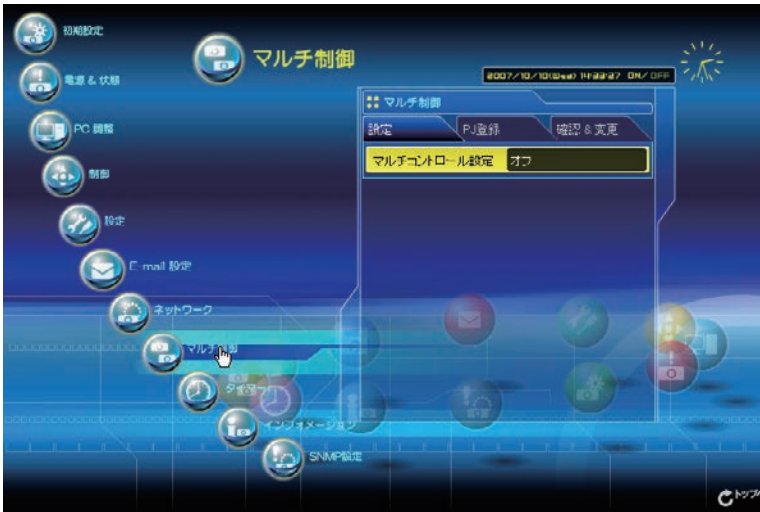 初期設定
電源 & 状態
PC 調整
制御
設定
E-mail 設定
ネットワーク
マルチ制御
タイマー
インフォメーション
SNMP設定
マルチ制御
2007/10/10(Wed) 14:33:27 ON/OFF
マルチ制御
設定 PJ登録 確認 & 変更
マルチコントロール設定 オフ
トップへ